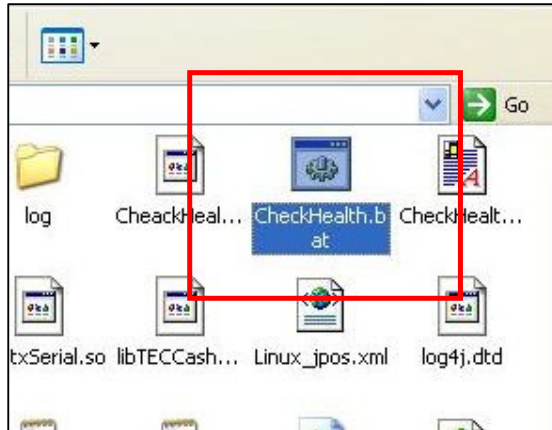 Go
log
CheackHeal...
CheckHealth.b
at
CheckHealt...
txSerial.so
libTECCash...
Linux_jpos.xml
log4j.dtd